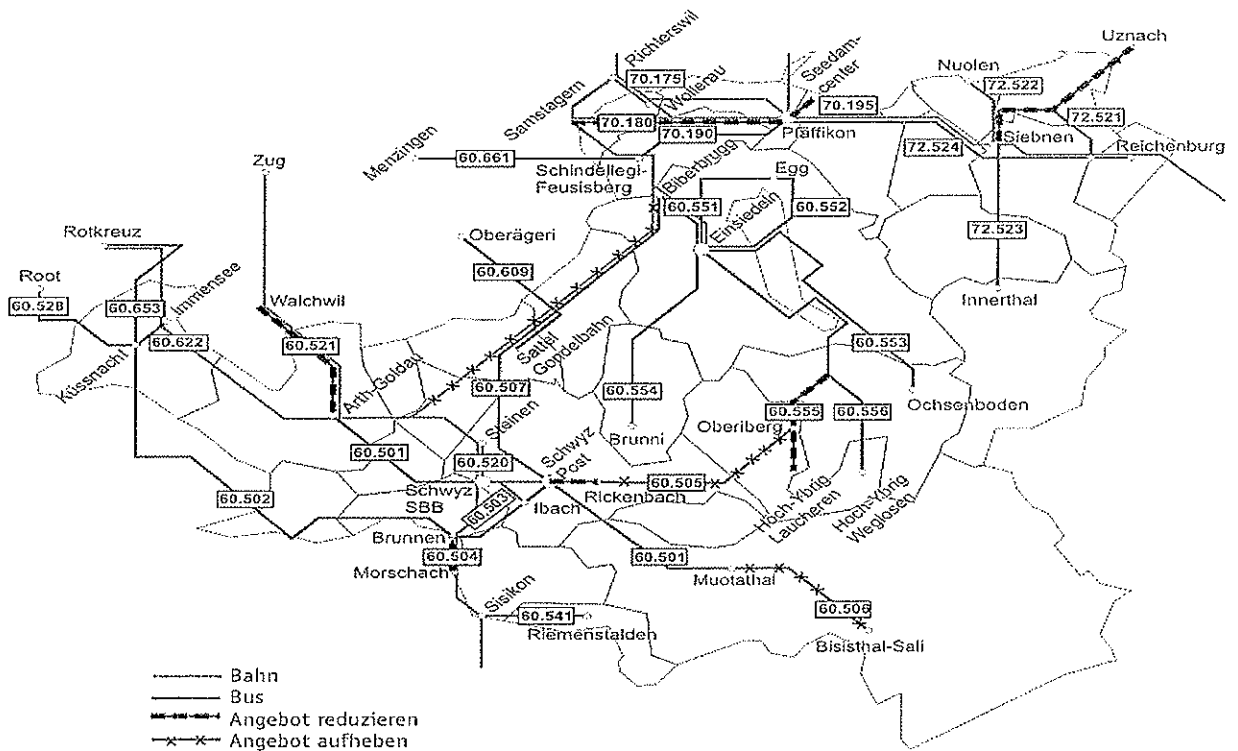 Uznach
Richterswil
Seedam-
center
Nuolen
70.175
Wollerau
72.522
Samstagern
70.195
70.180
72.521
70.190
Pfäffikon
Siebnen
Menzingen
72.524
Zug
60.661
Reichenburg
Schindellegi-
Feusisberg
Biberbrugg
Egg
60.551
60.552
Einsiedeln
Rotkreuz
Oberägeri
72.523
Root
60.609
Immensee
60.528
60.653
Walchwil
Innerthal
60.622
60.521
Sattel
Gondelbahn
60.553
Küssnacht
Arth-Goldau
60.507
60.554
60.555
60.556
Ochsenboden
Steinen
Brunni
Oberiberg
60.501
60.520
Schwyz
Post
60.505
60.502
Schwyz
SBB
60.503
Rickenbach
Ibach
Hoch-Ybrig
Laucheren
Hoch-Ybrig
Weglosen
Brunnen
60.504
60.501
Morschach
Muotathal
Sisikon
60.541
60.506
Riemenstalden
Bisisthal-Sali
Bahn
Bus
Angebot reduzieren
Angebot aufheben